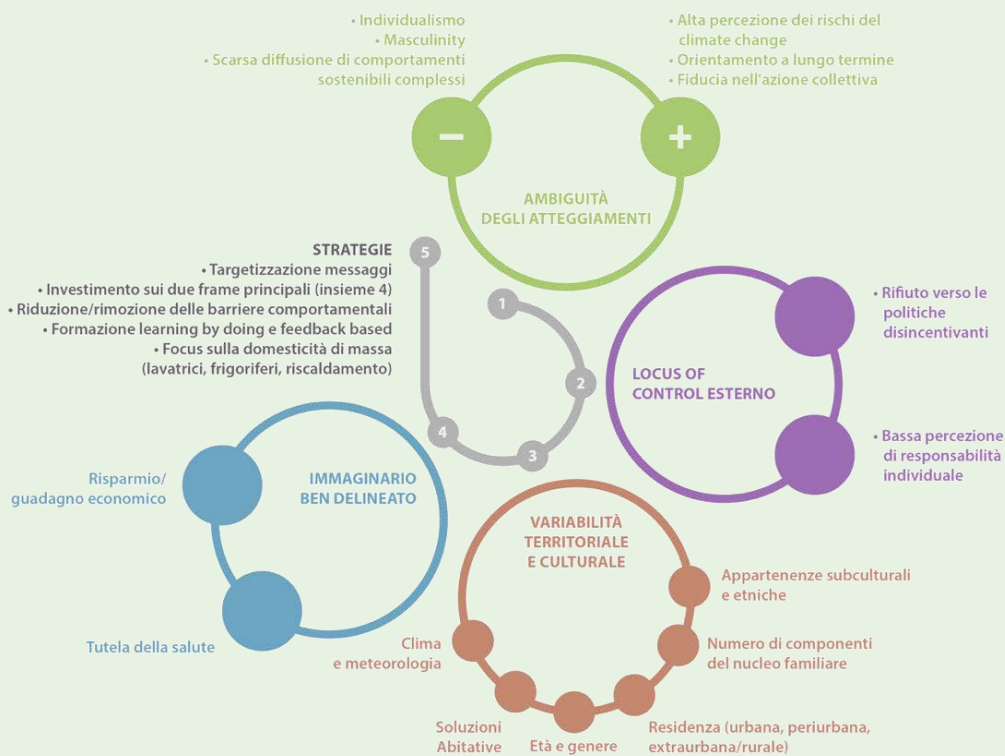 • Individualismo
• Masculinity
• Scarsa diffusione di comportamenti
sostenibili complessi
• Alta percezione dei rischi del
climate change
• Orientamento a lungo termine
• Fiducia nell'azione collettiva
−
+
AMBIGUITÀ
DEGLI ATTEGGIAMENTI
STRATEGIE
• Targetizzazione messaggi
• Investimento sui due frame principali (insieme 4)
• Riduzione/rimozione delle barriere comportamentali
• Formazione learning by doing e feedback based
• Focus sulla domesticità di massa
(lavatrici, frigoriferi, riscaldamento)
5
1
2
3
4
LOCUS OF
CONTROL ESTERNO
• Rifiuto verso le
politiche
disincentivanti
• Bassa percezione
di responsabilità
individuale
IMMAGINARIO
BEN DELINEATO
Risparmio/
guadagno economico
Tutela della salute
VARIABILITÀ
TERRITORIALE
E CULTURALE
Appartenenze subculturali
e etniche
Numero di componenti
del nucleo familiare
Residenza (urbana, periurbana,
extraurbana/rurale)
Età e genere
Soluzioni
Abitative
Clima
e meteorologia